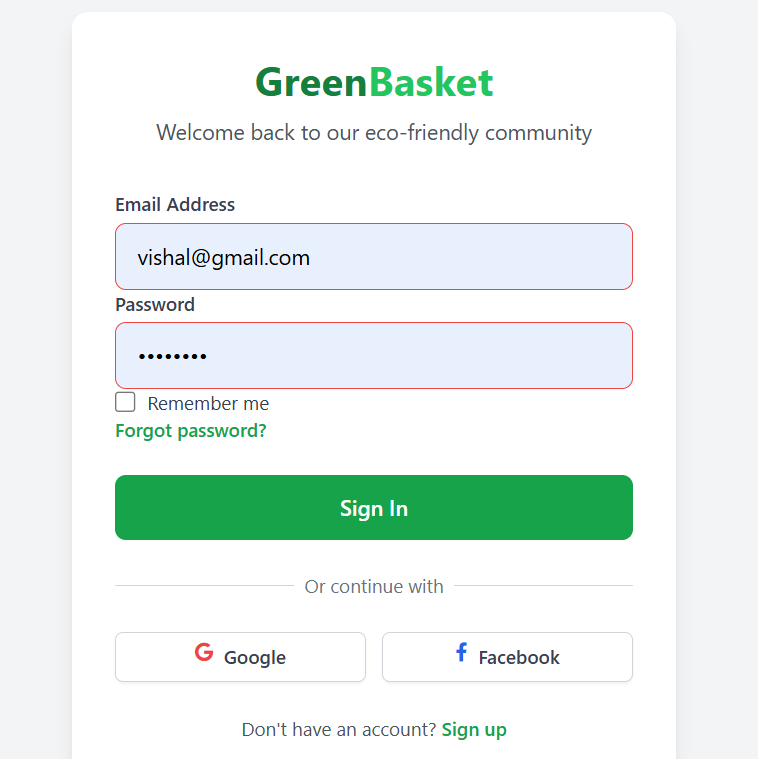 GreenBasket
Welcome back to our eco-friendly community
Email Address
vishal@gmail.com
Password
••••••••
Remember me
Forgot password?
Sign In
Or continue with
Google
Facebook
Don't have an account? Sign up